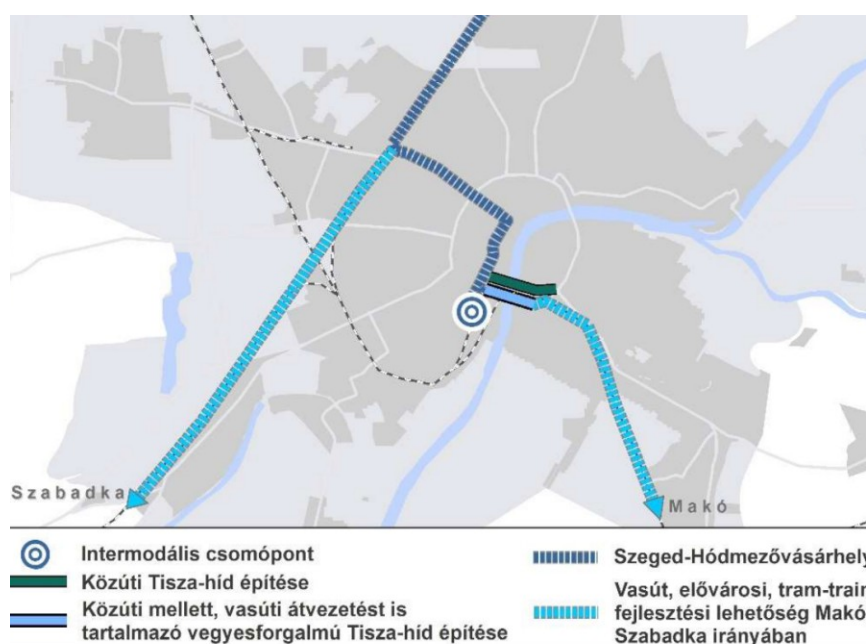 Szabadka
Makó
Intermodális csomópont
Közúti Tisza-híd építése
Közúti mellett, vasúti átvezetést is
tartalmazó vegyesforgalmú Tisza-híd építése
Szeged-Hódmezővásárhely
Vasút, elővárosi, tram-train
fejlesztési lehetőség Makó
Szabadka irányában